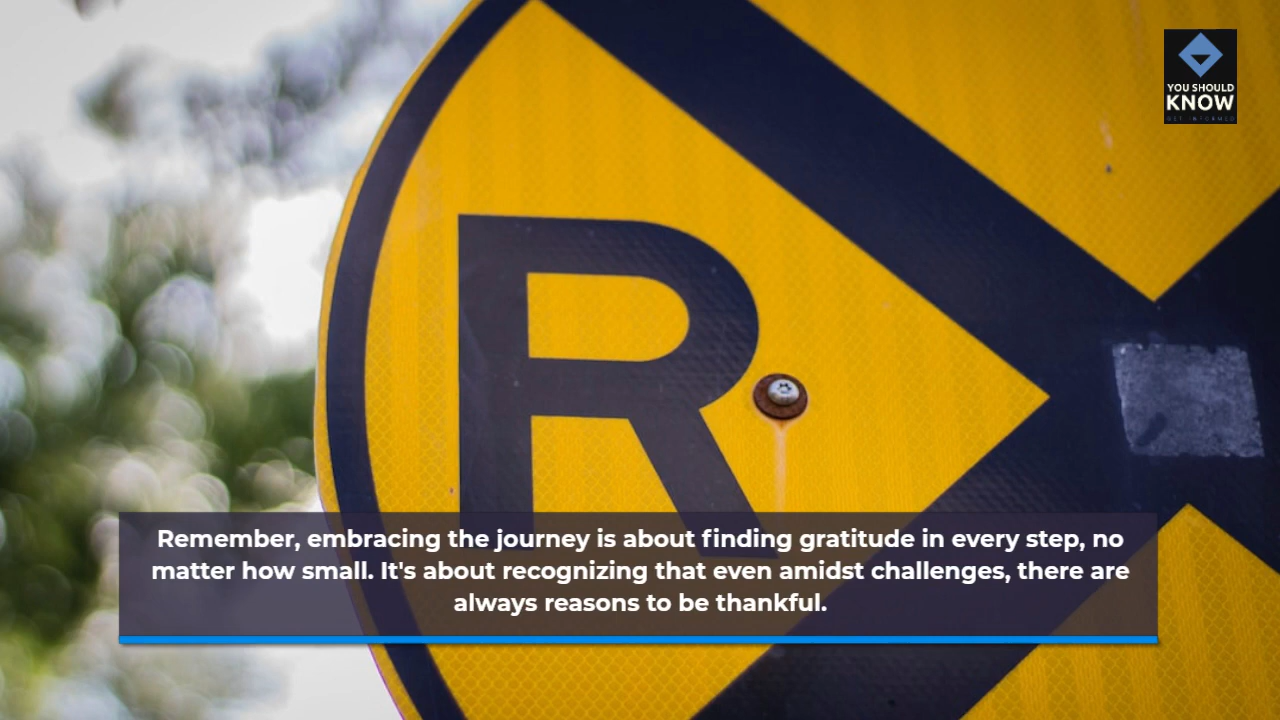 YOU SHOULD
KNOW
GET INFORMED
R
Remember, embracing the journey is about finding gratitude in every step, no
matter how small. It's about recognizing that even amidst challenges, there are
always reasons to be thankful.